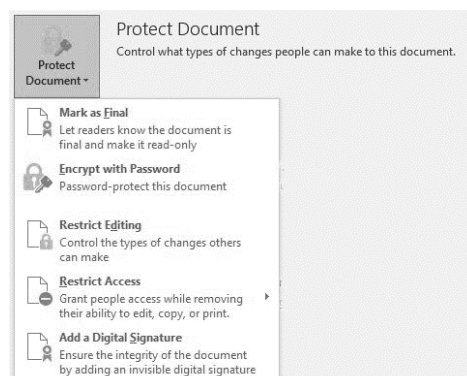 Protect Document
Control what types of changes people can make to this document.
Protect
Document
Mark as Final
Let readers know the document is
final and make it read-only
Encrypt with Password
Password-protect this document
Restrict Editing
Control the types of changes others
can make
Restrict Access
Grant people access while removing
their ability to edit, copy, or print.
Add a Digital Signature
Ensure the integrity of the document
by adding an invisible digital signature